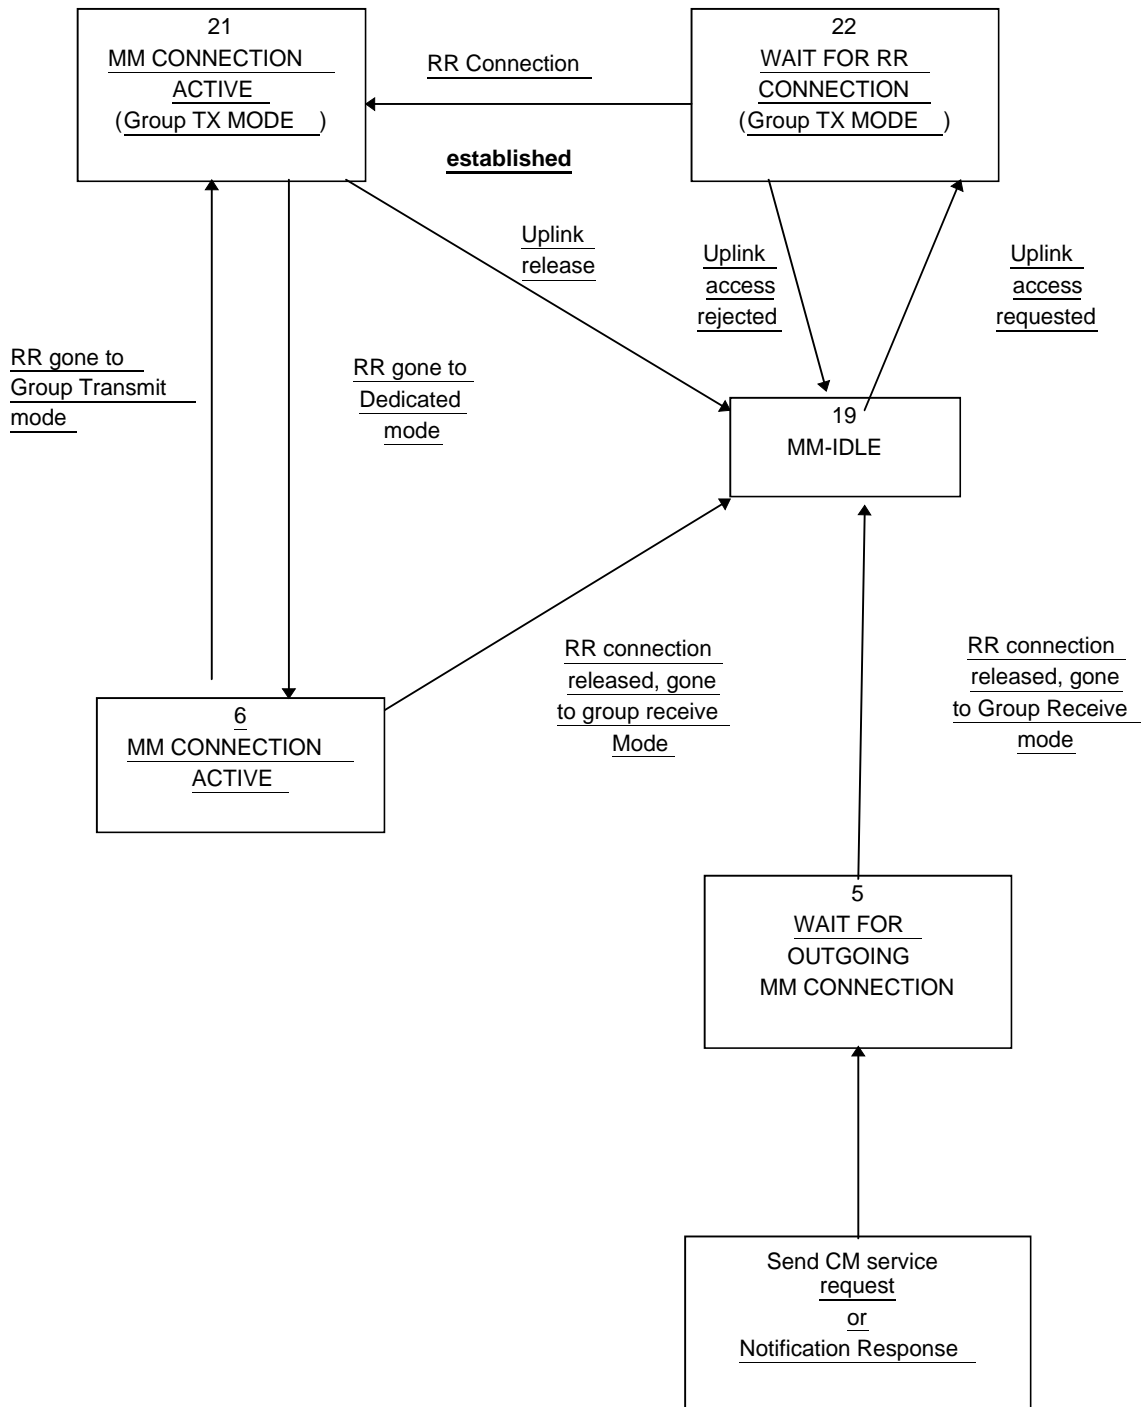 21
MM CONNECTION
ACTIVE
(Group TX MODE )
RR Connection
established
22
WAIT FOR RR
CONNECTION
(Group TX MODE )
Uplink
release
Uplink
access
rejected
Uplink
access
requested
RR gone to
Group Transmit
mode
RR gone to
Dedicated
mode
19
MM-IDLE
RR connection
released, gone
to group receive
Mode
RR connection
released, gone
to Group Receive
mode
6
MM CONNECTION
ACTIVE
5
WAIT FOR
OUTGOING
MM CONNECTION
Send CM service
request
or
Notification Response